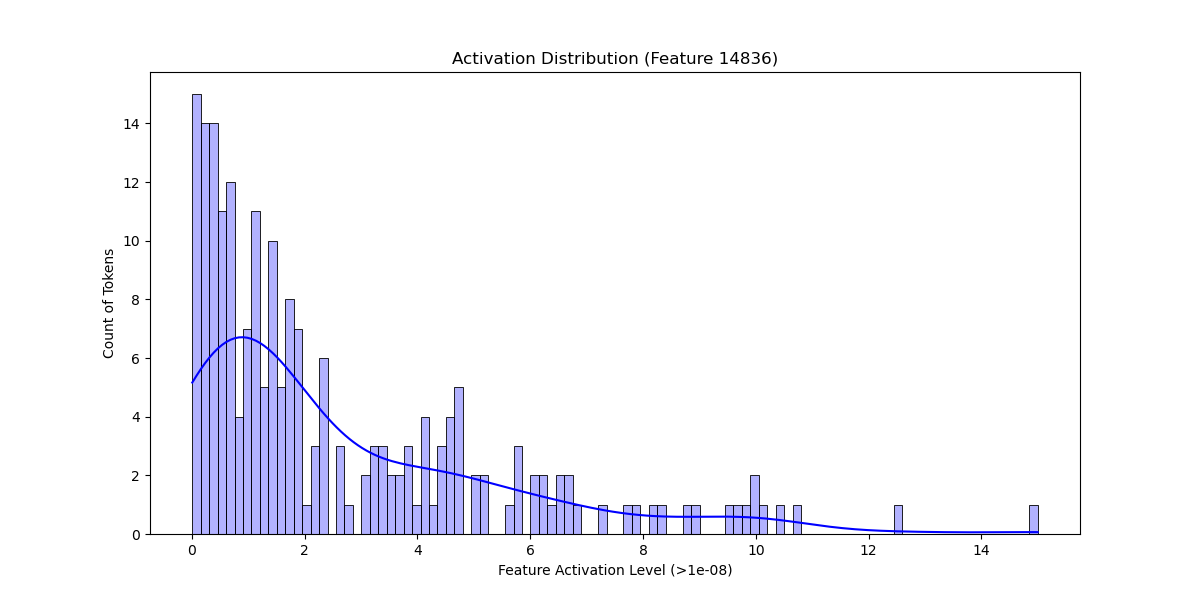 Activation Distribution (Feature 14836)
14
12
10
8
6
4
2
0
Count of Tokens
0 2 4 6 8 10 12 14
Feature Activation Level (>1e-08)